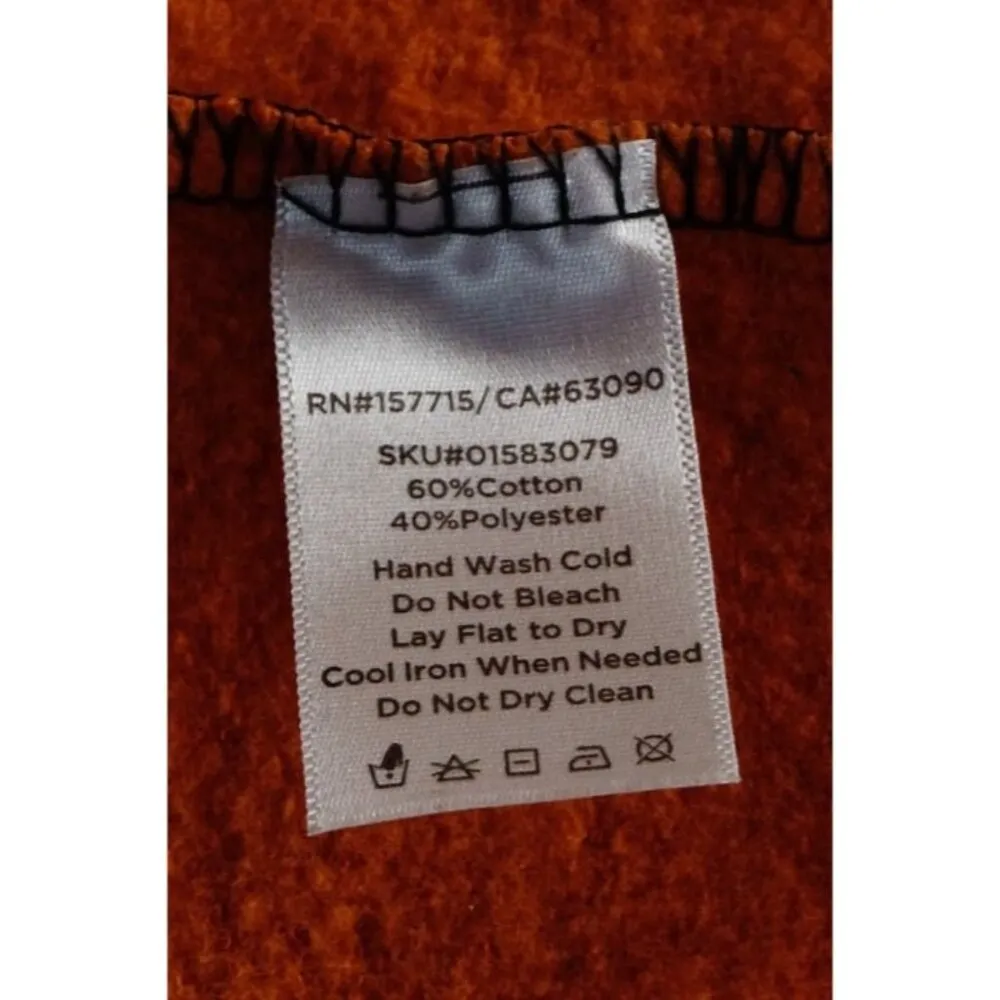 RN#157715/CA#63090
SKU#01583079
60%Cotton
40%Polyester
Hand Wash Cold
Do Not Bleach
Lay Flat to Dry
Cool Iron When Needed
Do Not Dry Clean